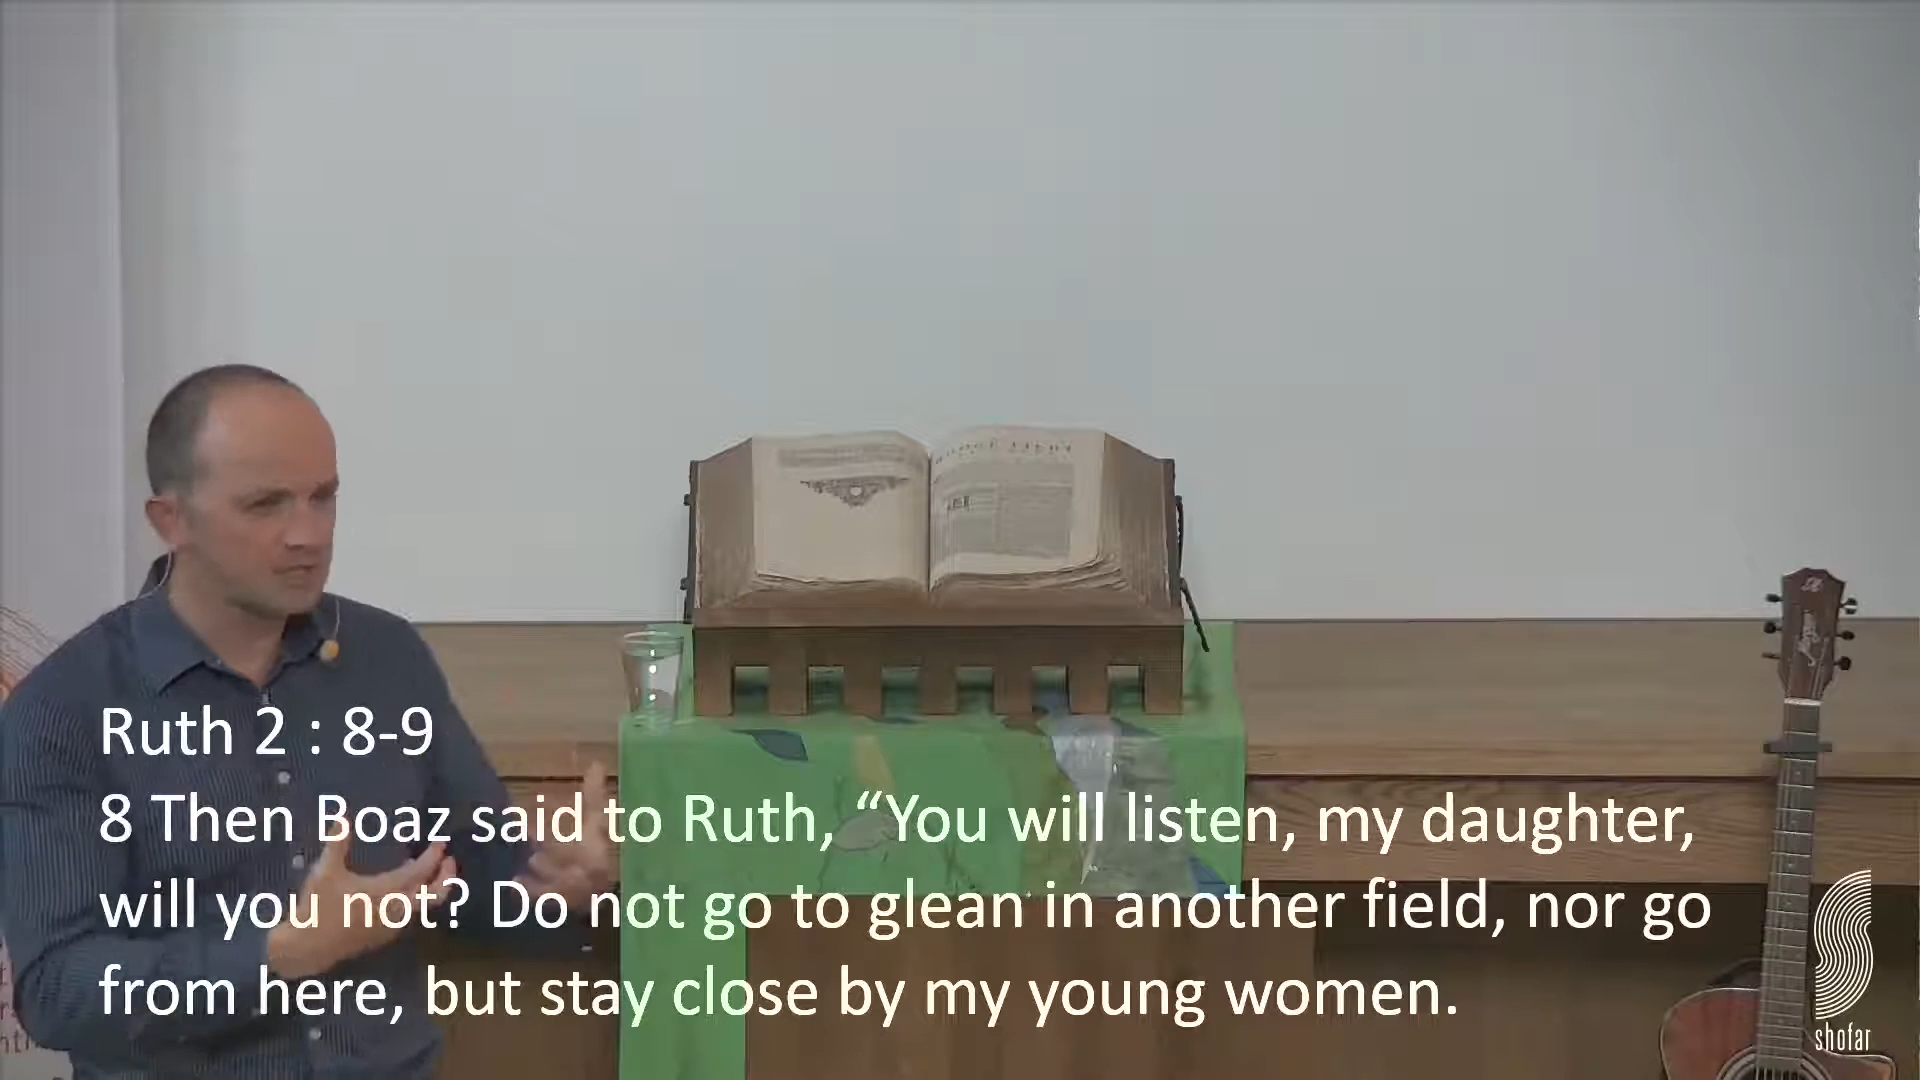 Ruth 2 : 8-9
8 Then Boaz said to Ruth, “You will listen, my daughter,
will you not? Do not go to glean in another field, nor go
from here, but stay close by my young women.
shofar